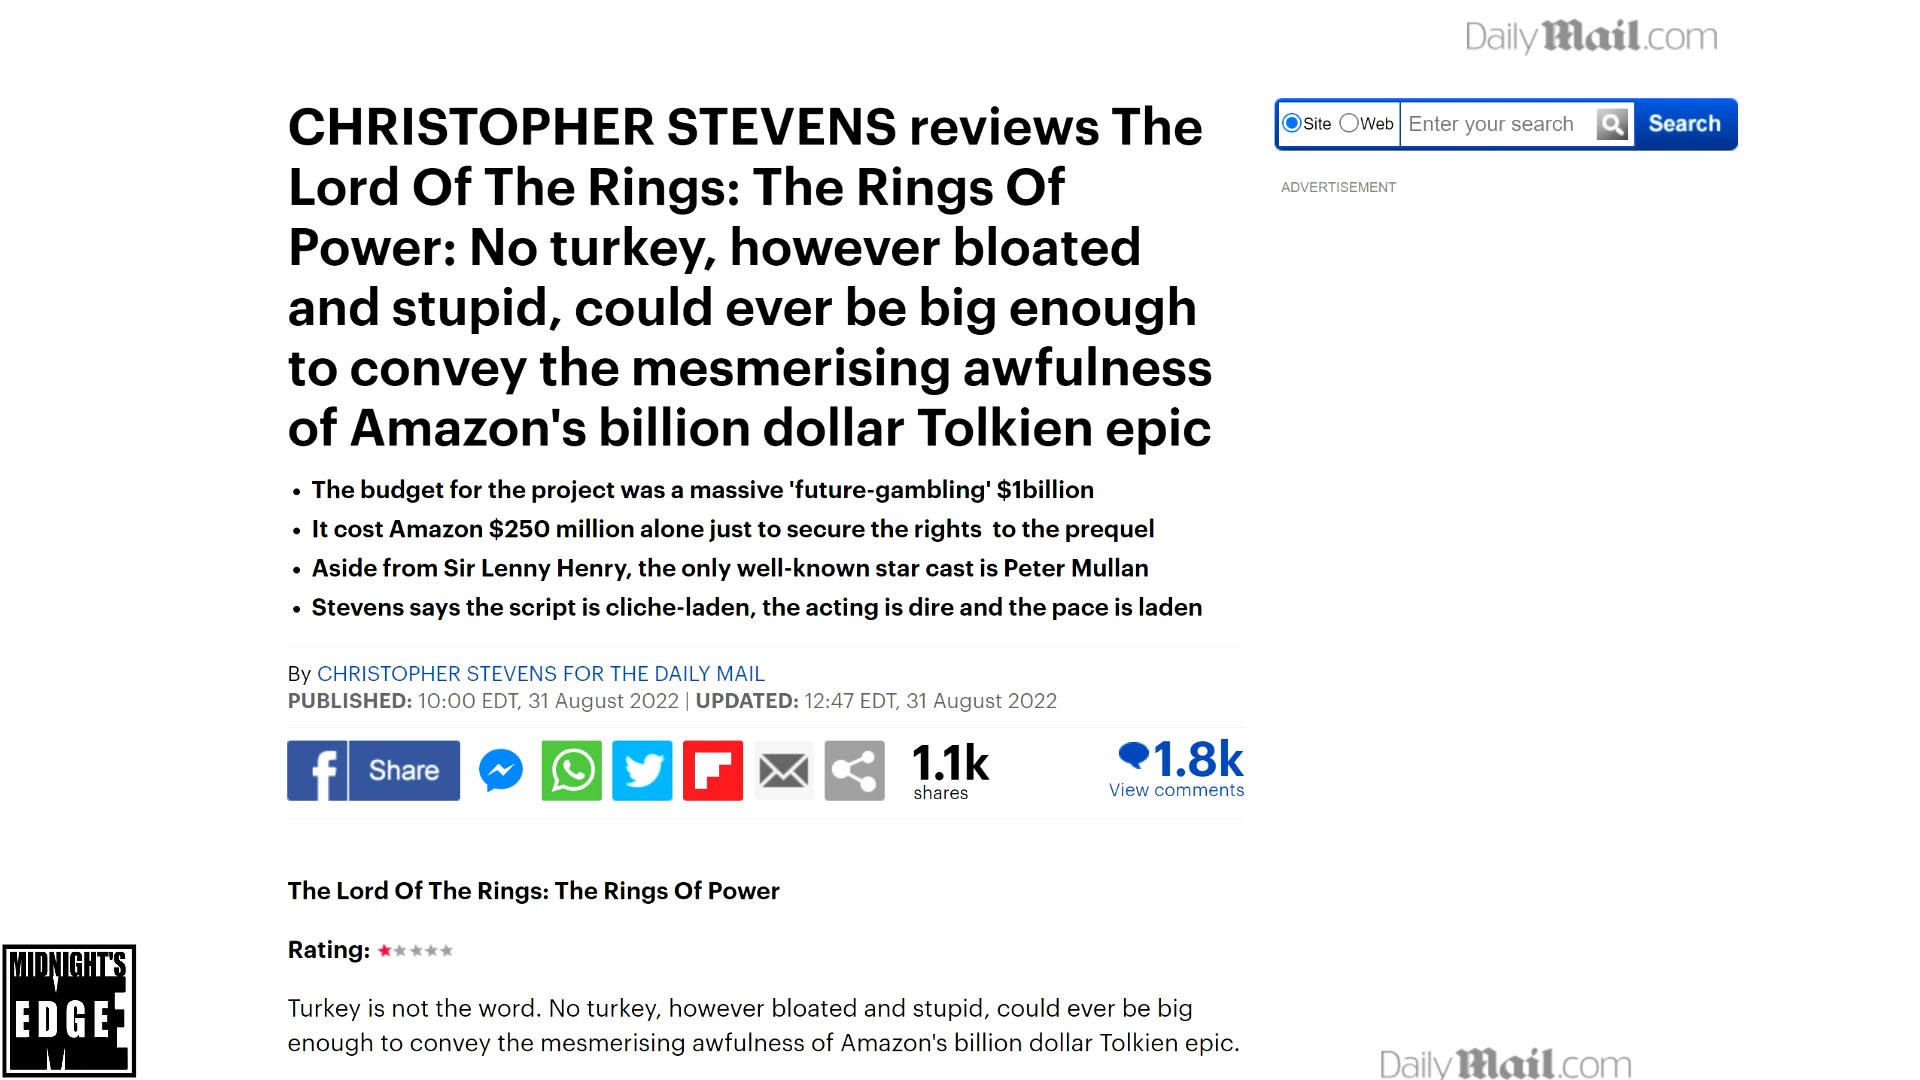 DailyMail.com
CHRISTOPHER STEVENS reviews The
Lord Of The Rings: The Rings Of
Power: No turkey, however bloated
and stupid, could ever be big enough
to convey the mesmerising awfulness
of Amazon's billion dollar Tolkien epic
Site Web Enter your search Search
ADVERTISEMENT
• The budget for the project was a massive 'future-gambling' $1billion
• It cost Amazon $250 million alone just to secure the rights  to the prequel
• Aside from Sir Lenny Henry, the only well-known star cast is Peter Mullan
• Stevens says the script is cliche-laden, the acting is dire and the pace is laden
By CHRISTOPHER STEVENS FOR THE DAILY MAIL
PUBLISHED: 10:00 EDT, 31 August 2022 | UPDATED: 12:47 EDT, 31 August 2022
f Share
1.1k
shares
1.8k
View comments
The Lord Of The Rings: The Rings Of Power
Rating:
Turkey is not the word. No turkey, however bloated and stupid, could ever be big
enough to convey the mesmerising awfulness of Amazon's billion dollar Tolkien epic.
MIDNIGHT'S
EDGE
DailyMail.com